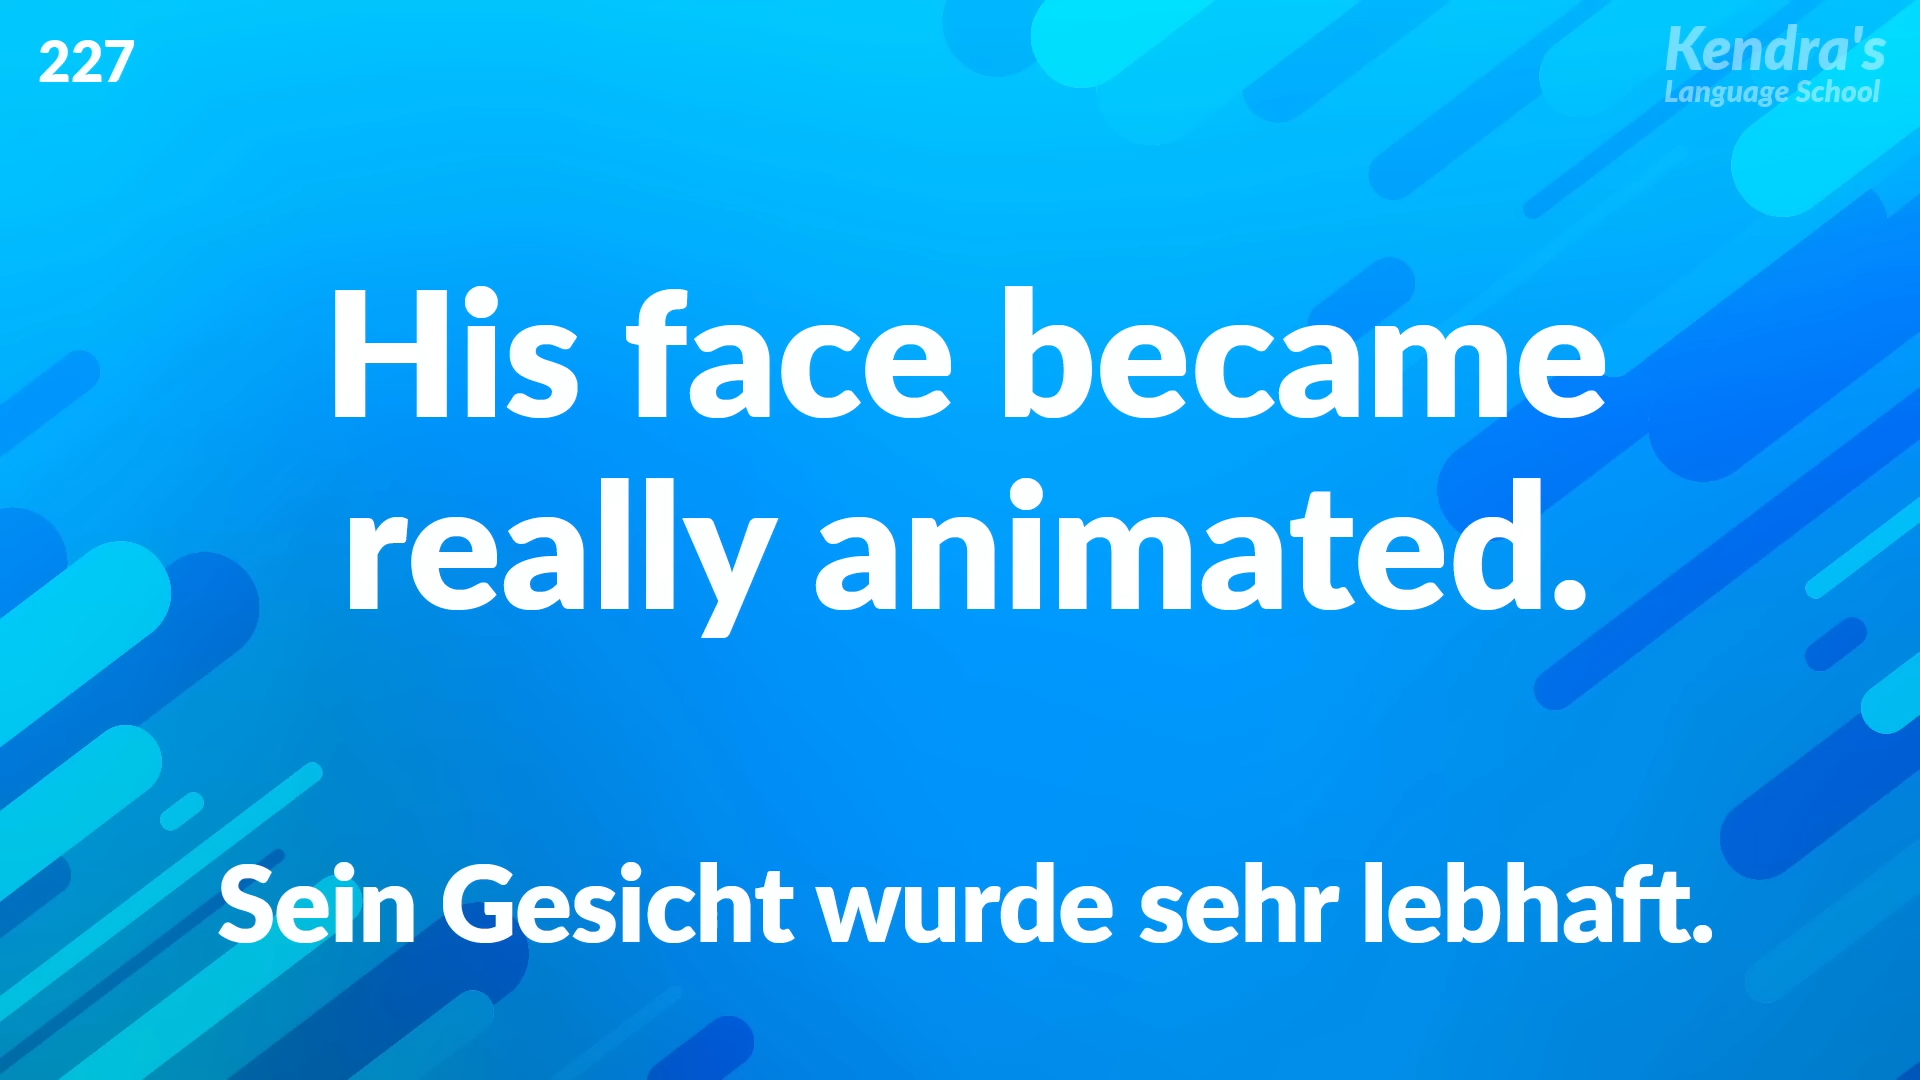 227
Kendra's
Language School
His face became
really animated.
Sein Gesicht wurde sehr lebhaft.